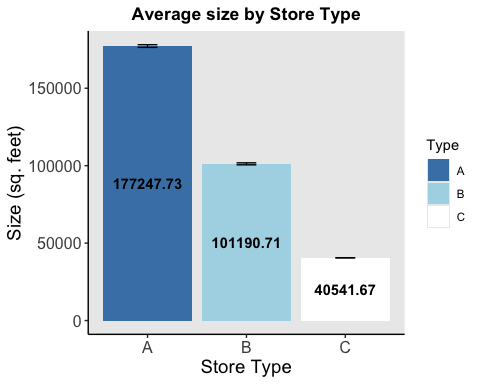 Average size by Store Type
Size (sq. feet)
150000
100000
50000
0
177247.73
101190.71
40541.67
A
B
C
Store Type
Type
A
B
C